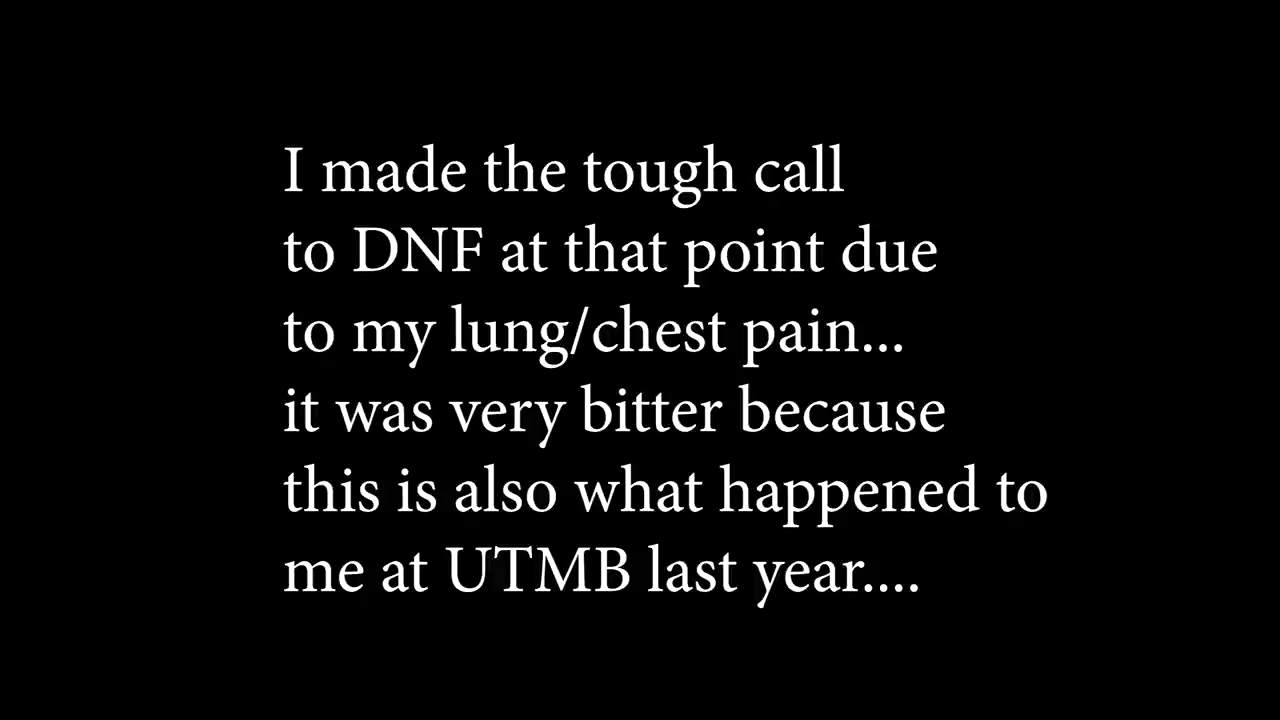 I made the tough call
to DNF at that point due
to my lung/chest pain...
it was very bitter because
this is also what happened to
me at UTMB last year....